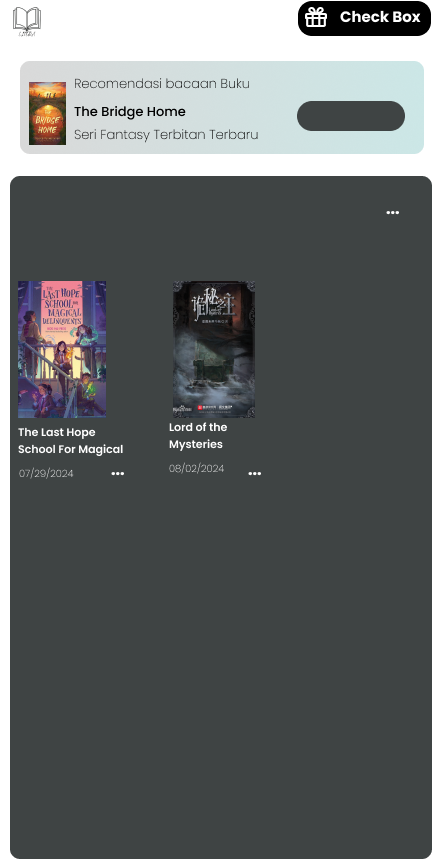 Check Box
Recomendasi bacaan Buku
The Bridge Home
Seri Fantasy Terbitan Terbaru
THE
BRIDGE
HOME
THE
LAST HOPE
SCHOOL FOR
MAGICAL
DELINQUENTS
The Last Hope
School For Magical
07/29/2024
Lord of the
Mysteries
08/02/2024